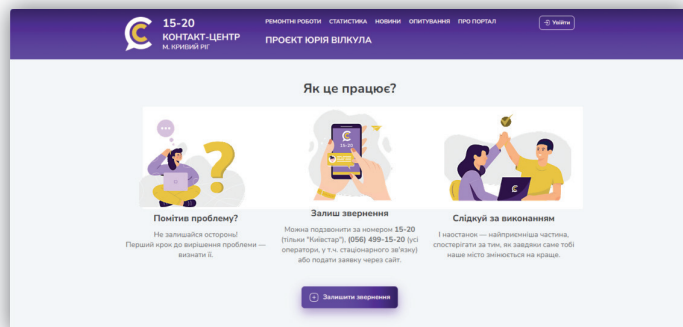 15-20
КОНТАКТ-ЦЕНТР
М. КРИВИЙ РІГ
РЕМОНТНІ РОБОТИ СТАТИСТИКА НОВИНИ ОПИТУВАННЯ ПРО ПОРТАЛ
ПРОЄКТ ЮРІЯ ВІЛКУЛА
Увійти
Як це працює?
15-20
Помітив проблему?
Не залишайся осторонь!
Перший крок до вирішення проблеми —
визнати її.
Залиш звернення
Можна подзвонити за номером 15-20
(тільки "Київстар"), (056) 499-15-20 (усі
оператори, у т.ч. стаціонарного зв'язку)
або подати заявку через сайт.
Слідкуй за виконанням
І наостанок — найприємніша частина,
спостерігати за тим, як завдяки саме тобі
наше місто змінюється на краще.
Залишити звернення